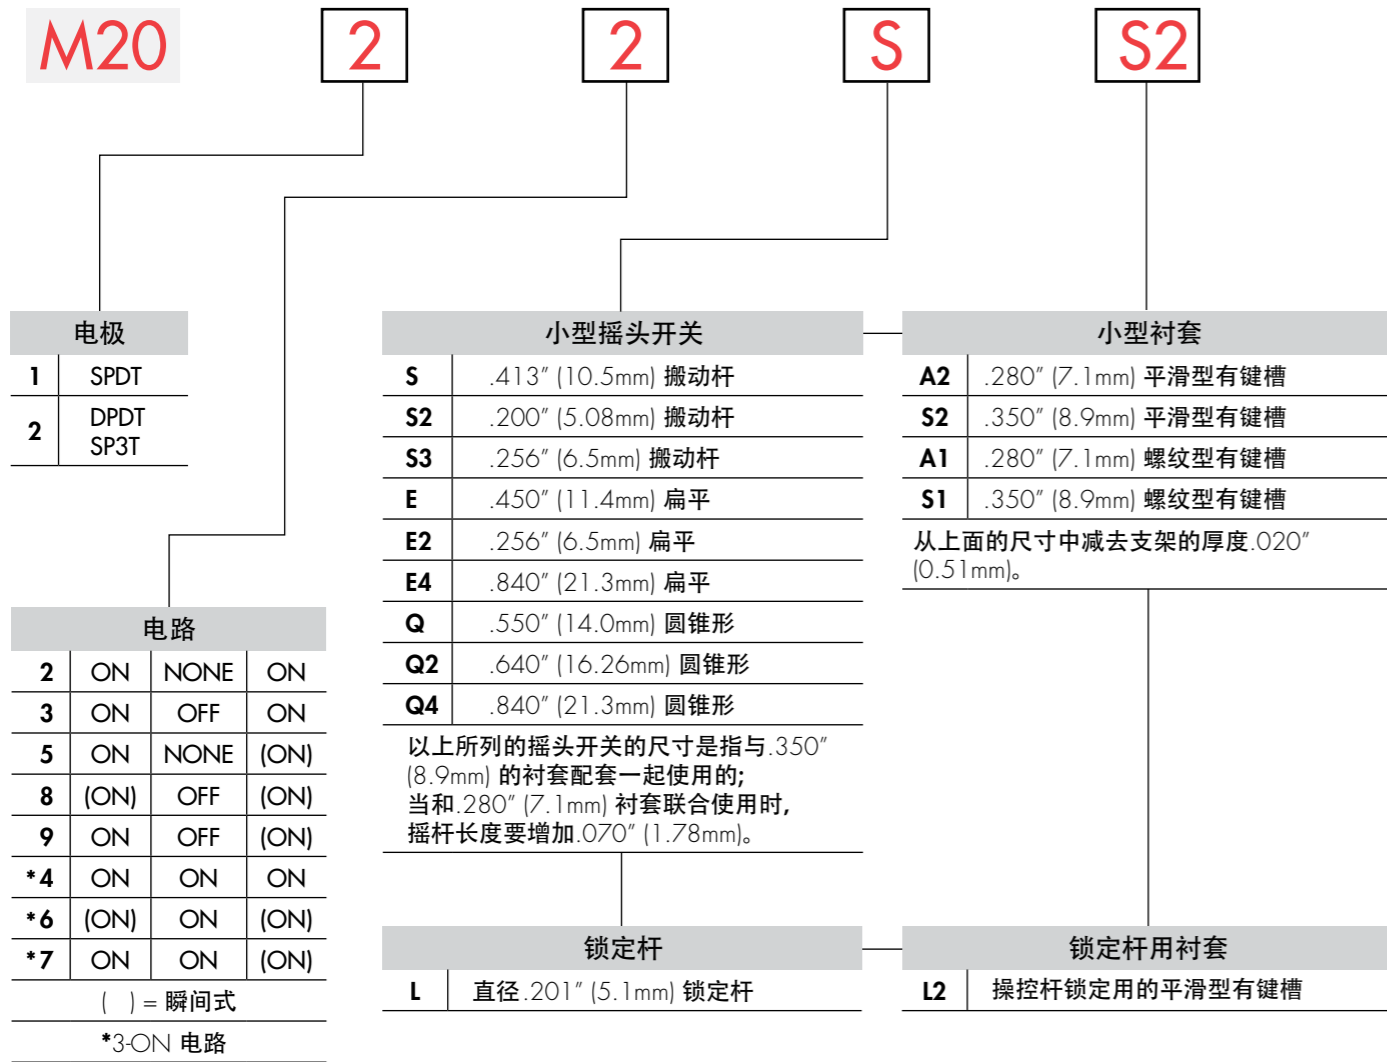 M20 2 2 S S2
电极
1 SPDT
2 DPDT
SP3T
电路
2 ON NONE ON
3 ON OFF ON
5 ON NONE (ON)
8 (ON) OFF (ON)
9 ON OFF (ON)
*4 ON ON ON
*6 (ON) ON (ON)
*7 ON ON (ON)
( ) = 瞬间式
*3-ON 电路
小型摇头开关
S .413" (10.5mm) 搬动杆
S2 .200" (5.08mm) 搬动杆
S3 .256" (6.5mm) 搬动杆
E .450" (11.4mm) 扁平
E2 .256" (6.5mm) 扁平
E4 .840" (21.3mm) 扁平
Q .550" (14.0mm) 圆锥形
Q2 .640" (16.26mm) 圆锥形
Q4 .840" (21.3mm) 圆锥形
以上所列的摇头开关的尺寸是指与.350"
(8.9mm) 的衬套配套一起使用的;
当和.280" (7.1mm) 衬套联合使用时,
摇杆长度要增加.070" (1.78mm)。
小型衬套
A2 .280" (7.1mm) 平滑型有键槽
S2 .350" (8.9mm) 平滑型有键槽
A1 .280" (7.1mm) 螺纹型有键槽
S1 .350" (8.9mm) 螺纹型有键槽
从上面的尺寸中减去支架的厚度.020"
(0.51mm)。
锁定杆
L 直径.201" (5.1mm) 锁定杆
锁定杆用衬套
L2 操控杆锁定用的平滑型有键槽